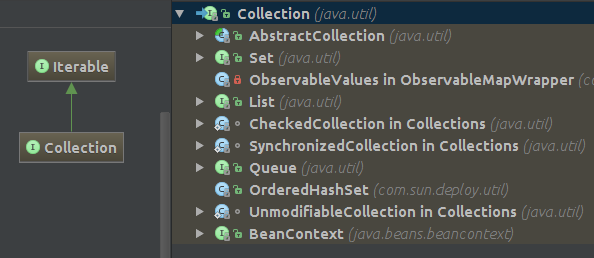 Iterable
Collection
Collection (java.util)
AbstractCollection (java.util)
Set (java.util)
ObservableValues in ObservableMapWrapper (co
List (java.util)
CheckedCollection in Collections (java.util)
SynchronizedCollection in Collections (java.util)
Queue (java.util)
OrderedHashSet (com.sun.deploy.util)
UnmodifiableCollection in Collections (java.util)
BeanContext (java.beans.beancontext)